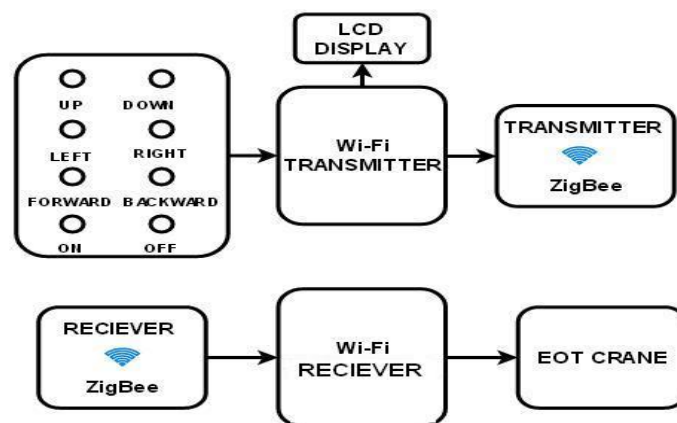 LCD
DISPLAY
UP DOWN
LEFT RIGHT
FORWARD BACKWARD
ON OFF
Wi-Fi
TRANSMITTER
TRANSMITTER
ZigBee
RECIEVER
ZigBee
Wi-Fi
RECIEVER
EOT CRANE